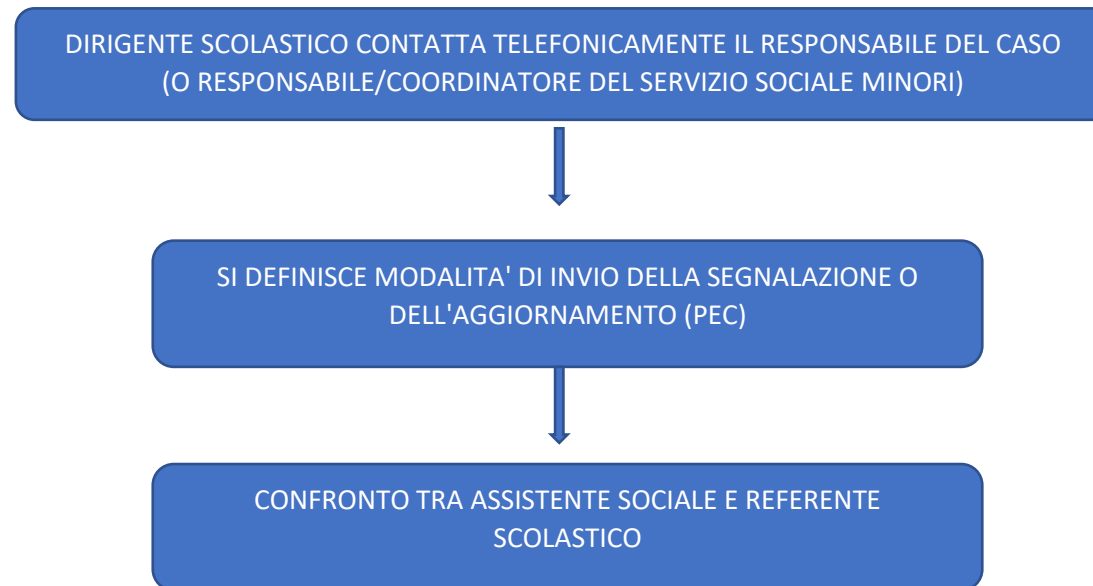 DIRIGENTE SCOLASTICO CONTATTA TELEFONICAMENTE IL RESPONSABILE DEL CASO
(O RESPONSABILE/COORDINATORE DEL SERVIZIO SOCIALE MINORI)
SI DEFINISCE MODALITA' DI INVIO DELLA SEGNALAZIONE O
DELL'AGGIORNAMENTO (PEC)
CONFRONTO TRA ASSISTENTE SOCIALE E REFERENTE
SCOLASTICO